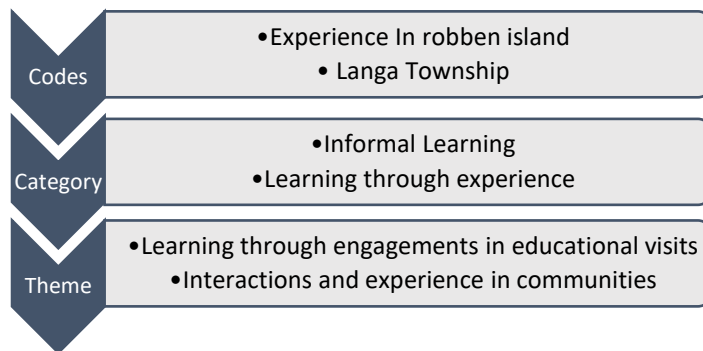 Codes
•Experience In robben island
• Langa Township
Category
•Informal Learning
•Learning through experience
Theme
•Learning through engagements in educational visits
•Interactions and experience in communities